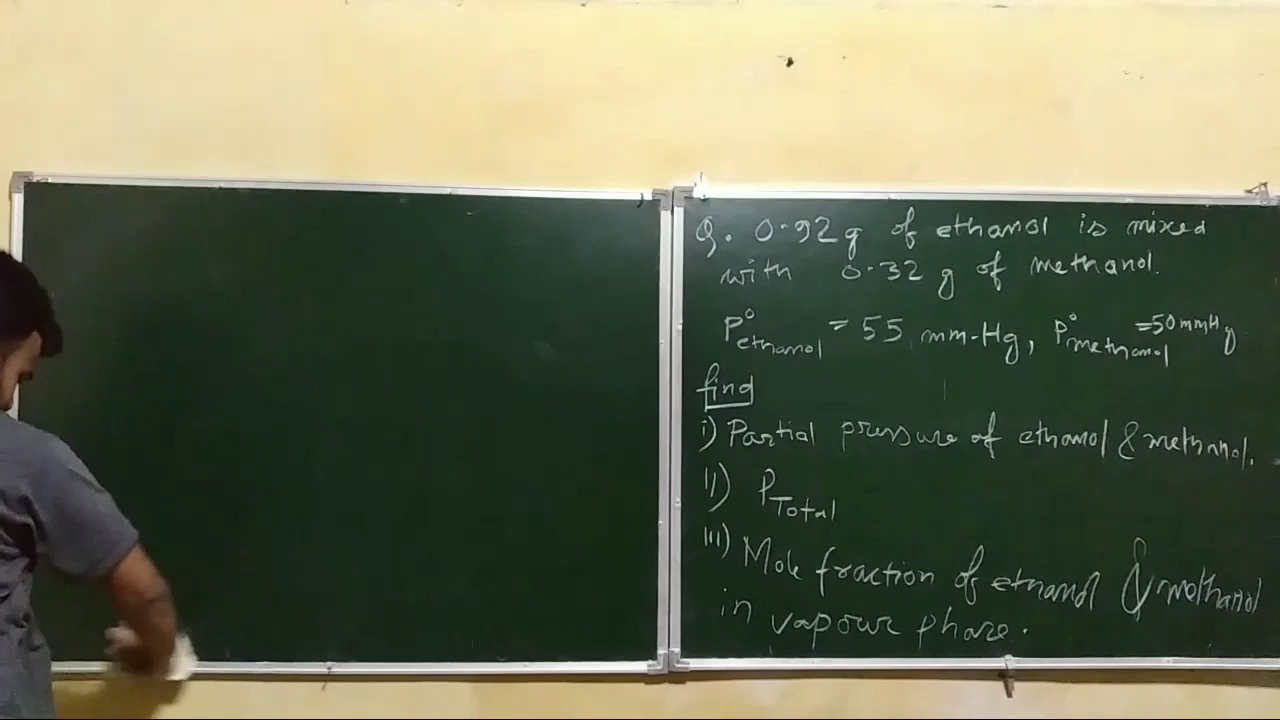 Q. 0.92 g of ethanol is mixed
with 0.32 g of methanol.
P°ethanol = 55 mm-Hg, P°methanol = 50 mmHg
find
i) Partial pressure of ethanol & methanol.
ii) PTotal
iii) Mole fraction of ethanol & methanol
in vapour phase.